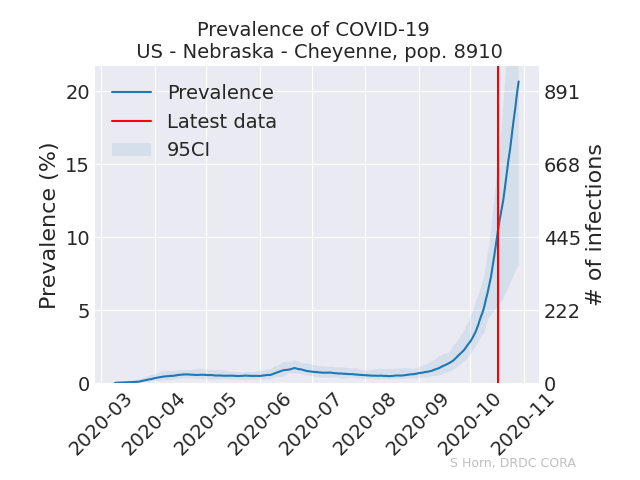 Prevalence of COVID-19
US - Nebraska - Cheyenne, pop. 8910
Prevalence
Latest data
95CI
Prevalence (%)
20
15
10
5
0
891
668
445
222
0
# of infections
2020-03
2020-04
2020-05
2020-06
2020-07
2020-08
2020-09
2020-10
2020-11
S Horn, DRDC CORA